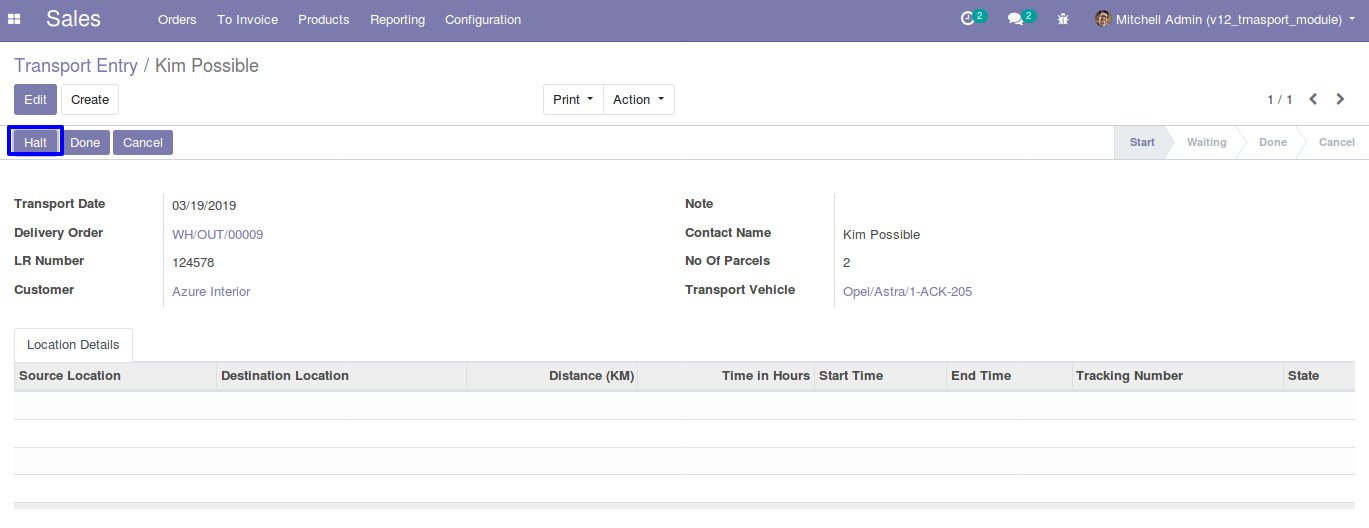 Sales Orders To Invoice Products Reporting Configuration 2 2 Mitchell Admin (v12_trnasport_module)
Transport Entry / Kim Possible
Edit Create Print Action 1 / 1
Halt Done Cancel Start Waiting Done Cancel
Transport Date 03/19/2019 Note
Delivery Order WH/OUT/00009 Contact Name Kim Possible
LR Number 124578 No Of Parcels 2
Customer Azure Interior Transport Vehicle Opel/Astra/1-ACK-205
Location Details
Source Location Destination Location Distance (KM) Time in Hours Start Time End Time Tracking Number State